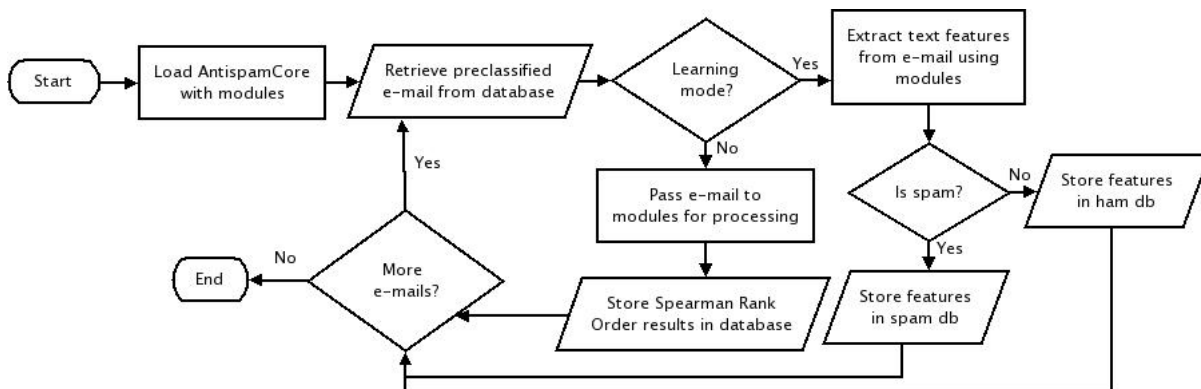 Start
Load AntispamCore
with modules
Retrieve preclassified
e-mail from database
Learning
mode?
Yes
Extract text features
from e-mail using
modules
No
Yes
Pass e-mail to
modules for processing
Is spam?
No
Store features
in ham db
Yes
No
End
More
e-mails?
Store Spearman Rank
Order results in database
Store features
in spam db